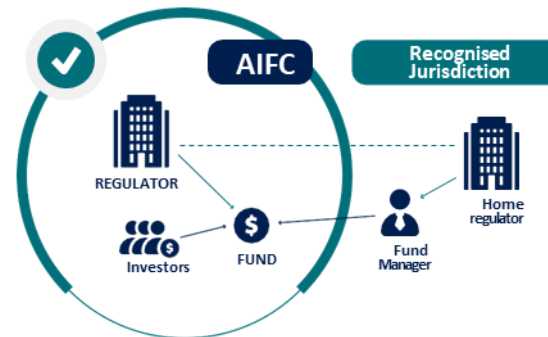 AIFC
Recognised
Jurisdiction
REGULATOR
Home
regulator
Investors
FUND
Fund
Manager
$
$